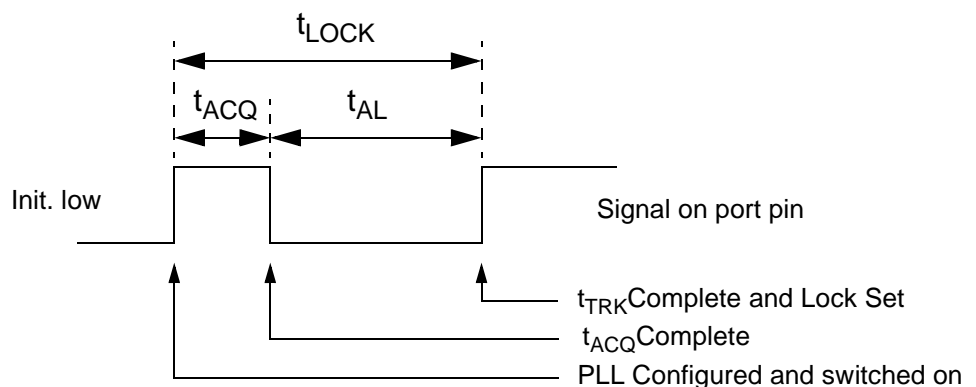 tLOCK
tACQ
tAL
Init. low
Signal on port pin
tTRKComplete and Lock Set
tACQComplete
PLL Configured and switched on